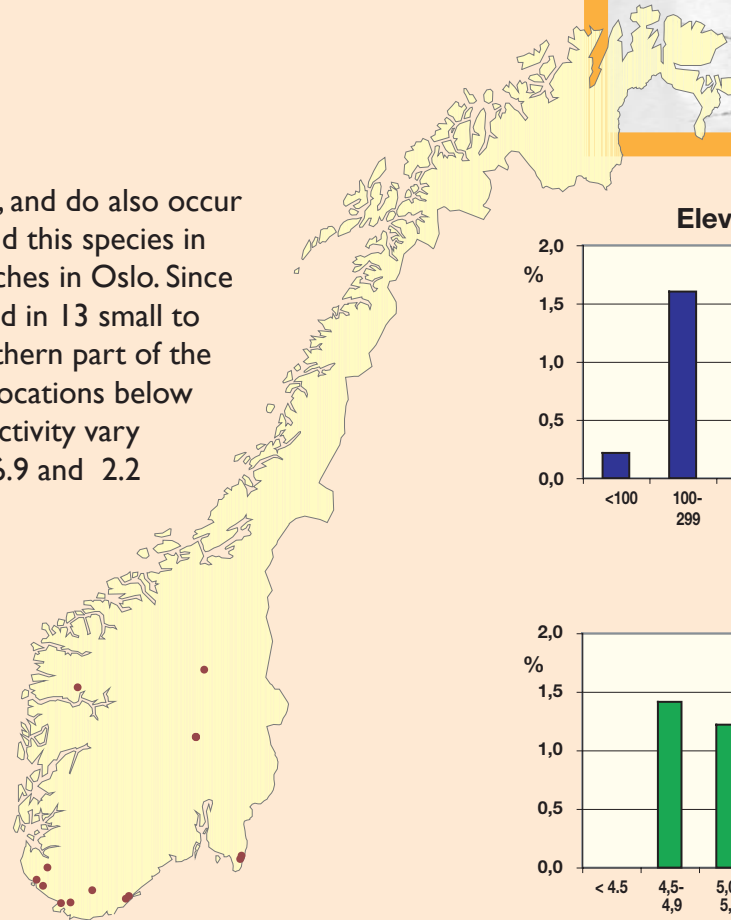 , and do also occur
d this species in
ches in Oslo. Since
d in 13 small to
thern part of the
ocations below
ctivity vary
6.9 and 2.2
Elev
2,0
%
1,5
1,0
0,5
0,0
<100
100-
299
2,0
%
1,5
1,0
0,5
0,0
< 4.5
4,5-
4,9
5,0
5,